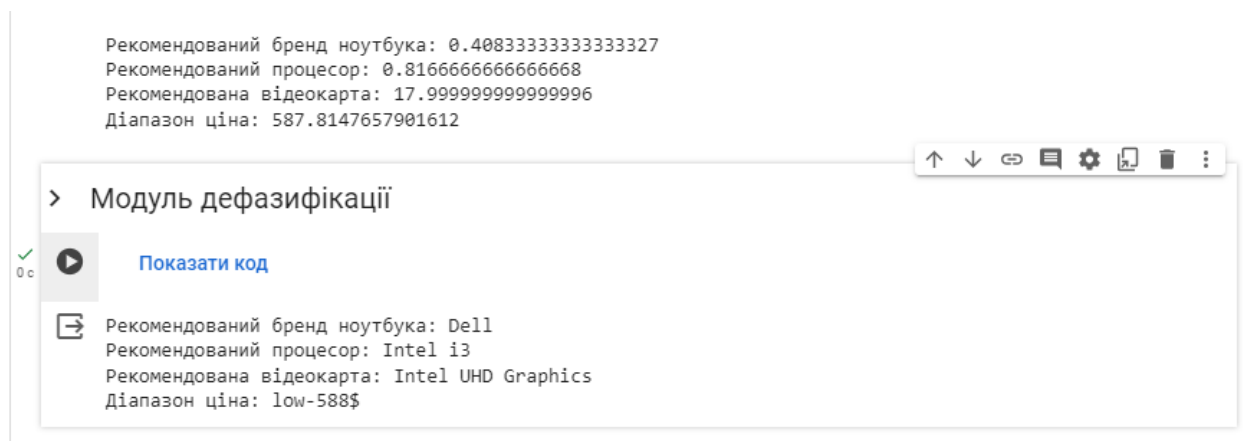 Рекомендований бренд ноутбука: 0.40833333333333327
Рекомендований процесор: 0.8166666666666668
Рекомендована відеокарта: 17.999999999999996
Діапазон ціна: 587.8147657901612
Модуль дефазифікації
0 с
Показати код
Рекомендований бренд ноутбука: Dell
Рекомендований процесор: Intel i3
Рекомендована відеокарта: Intel UHD Graphics
Діапазон ціна: low-588$